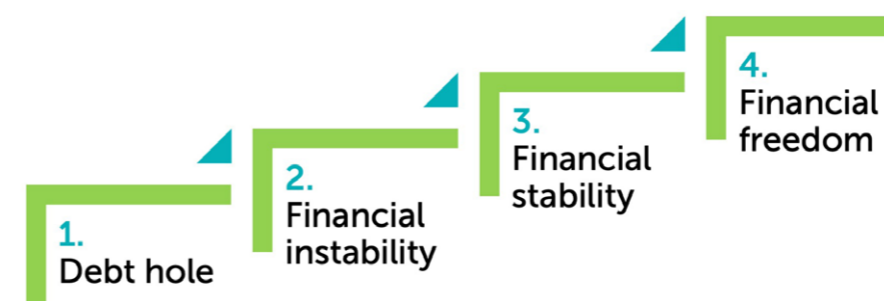 1.
Debt hole
2.
Financial
instability
3.
Financial
stability
4.
Financial
freedom